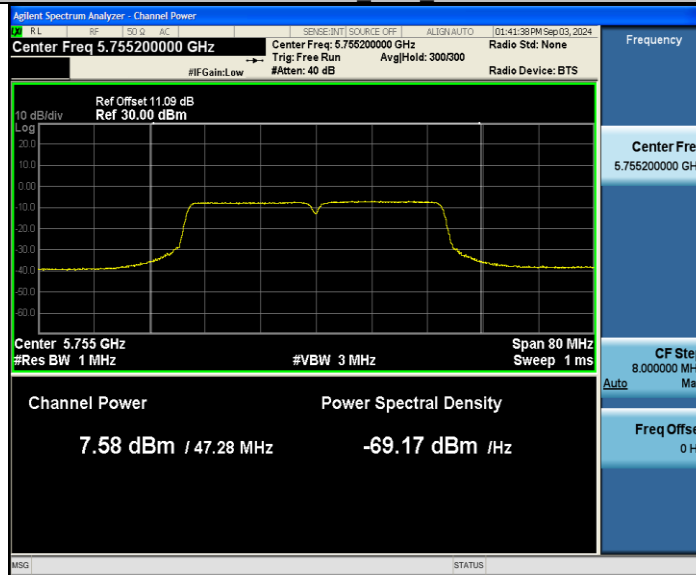 Agilent Spectrum Analyzer - Channel Power
RL RF 50 Ω AC SENSE:INT SOURCE OFF ALIGNAUTO 01:41:38 PM Sep 03, 2024
Center Freq 5.755200000 GHz
Center Freq: 5.755200000 GHz
Radio Std: None
Trig: Free Run Avg|Hold: 300/300
#IFGain:Low
#Atten: 40 dB
Radio Device: BTS
Frequency
Ref Offset 11.09 dB
10 dB/div Ref 30.00 dBm
Log
20.0
10.0
0.00
-10.0
-20.0
-30.0
-40.0
-50.0
-60.0
Center 5.755 GHz Span 80 MHz
#Res BW 1 MHz #VBW 3 MHz Sweep 1 ms
Channel Power Power Spectral Density
7.58 dBm / 47.28 MHz -69.17 dBm /Hz
Center Fre
5.755200000 GH
CF Ste
8.000000 MH
Auto Ma
Freq Offse
0 H
MSG STATUS